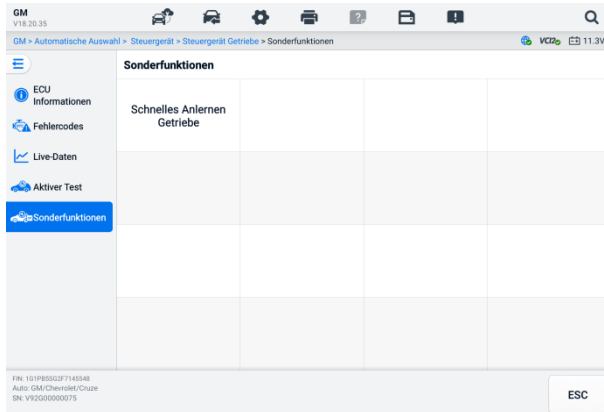 GM
V18.20.35
GM > Automatische Auswahl > Steuergerät > Steuergerät Getriebe > Sonderfunktionen
VCI2 11.3V
Sonderfunktionen
ECU
Informationen
Fehlercodes
Live-Daten
Aktiver Test
Sonderfunktionen
Schnelles Anlernen
Getriebe
FIN: 1G1PB5SG2F7145548
Auto: GM/Chevrolet/Cruze
SN: V92G00000075
ESC